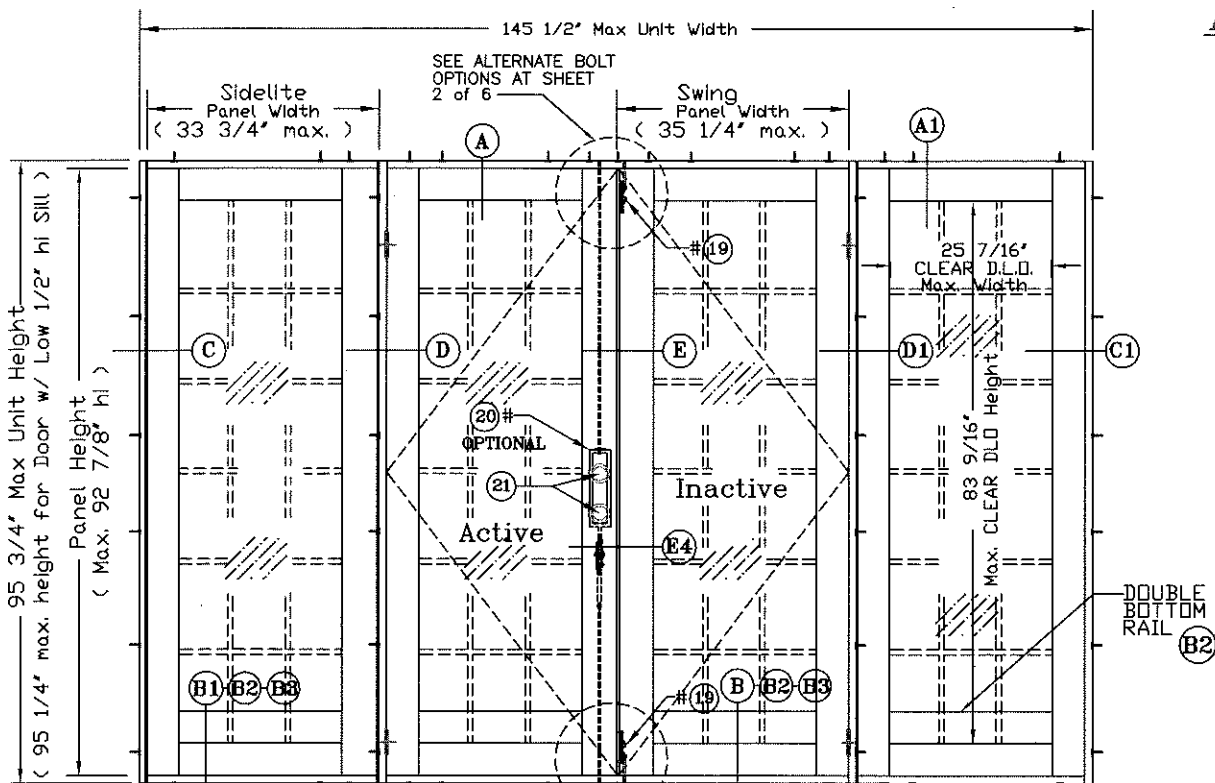 145 1/2" Max Unit Width
SEE ALTERNATE BOLT
OPTIONS AT SHEET
2 of 6
Sidelite
Panel Width
( 33 3/4" max. )
Swing
Panel Width
( 35 1/4" max. )
A
A1
#19
25 7/16"
CLEAR D.L.O.
Max. Width
95 3/4" Max Unit Height
( 95 1/4" max. height for Door w/ Low 1/2" hi Sill )
Panel Height
( Max. 92 7/8" hi )
C
D
E
D1
C1
83 9/16"
Max. CLEAR DLO Height
20#
OPTIONAL
21
Inactive
Active
E4
DOUBLE
BOTTOM
RAIL
B2
B1-B2-B3
#19
B-B2-B3